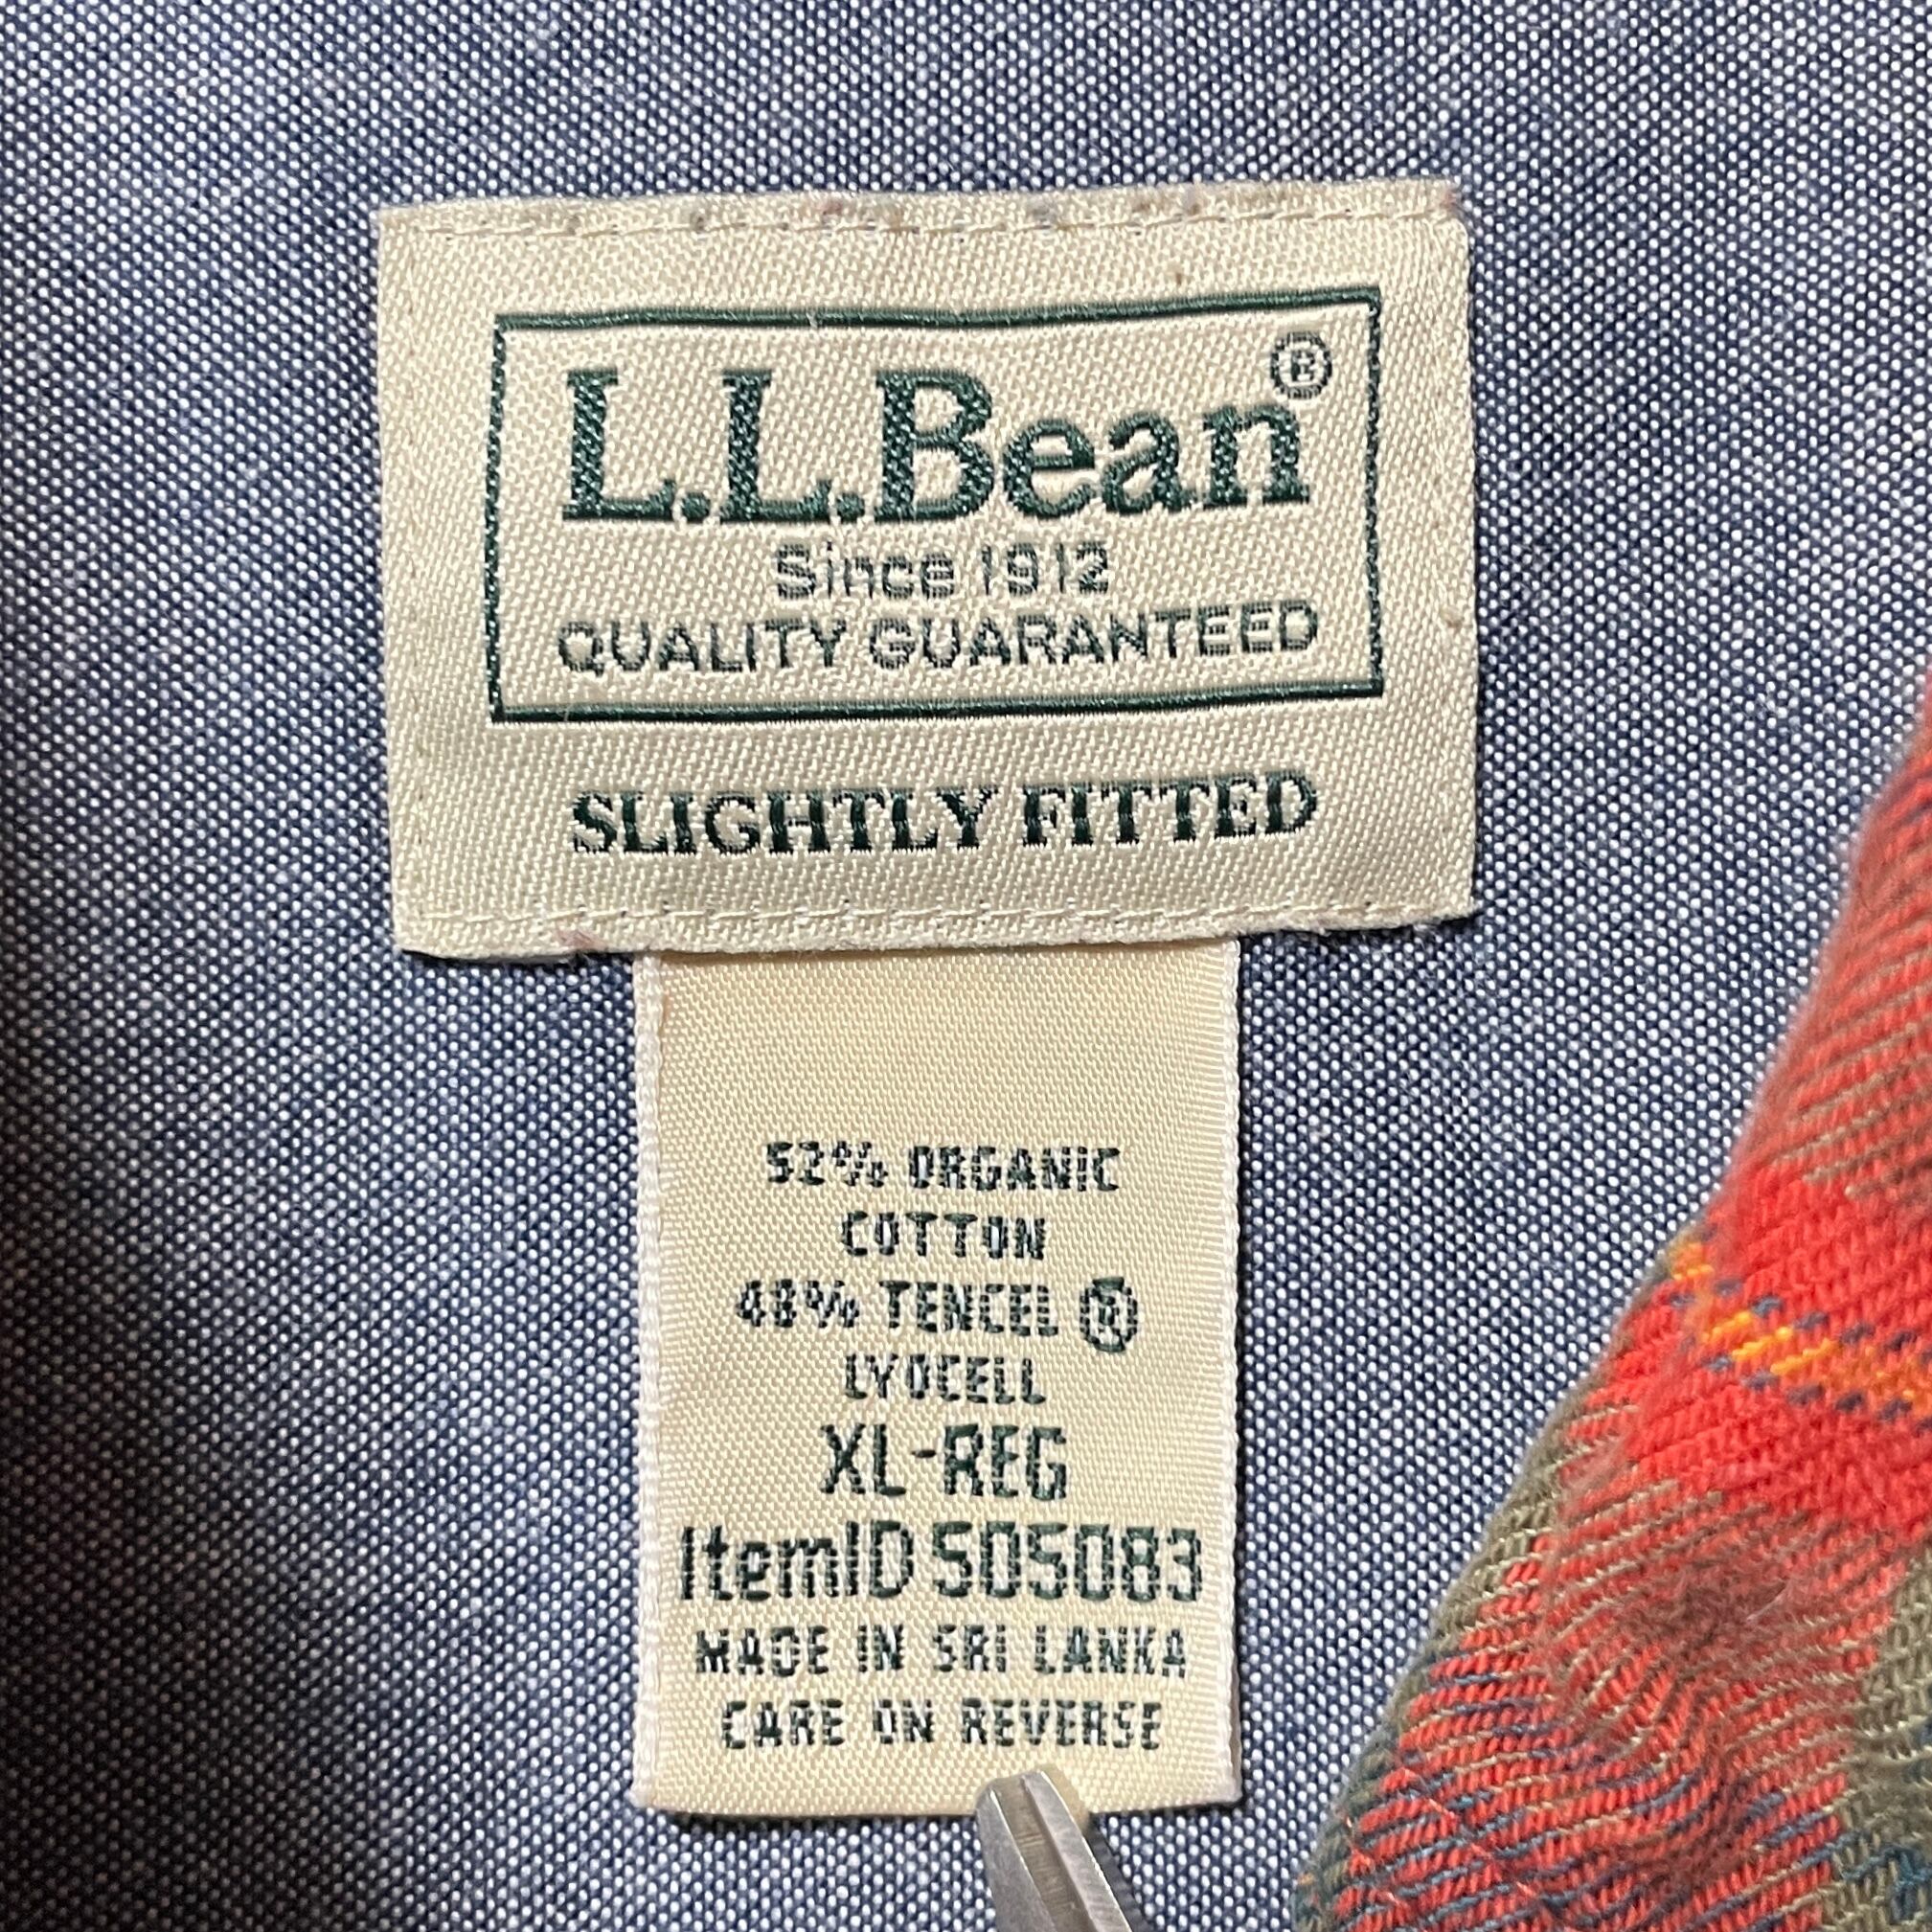 L.L.Bean®
Since 1912
QUALITY GUARANTEED
SLIGHTLY FITTED
52% ORGANIC
COTTON
48% TENCEL ®
LYOCELL
XL-REG
ItemID 505083
MADE IN SRI LANKA
CARE ON REVERSE